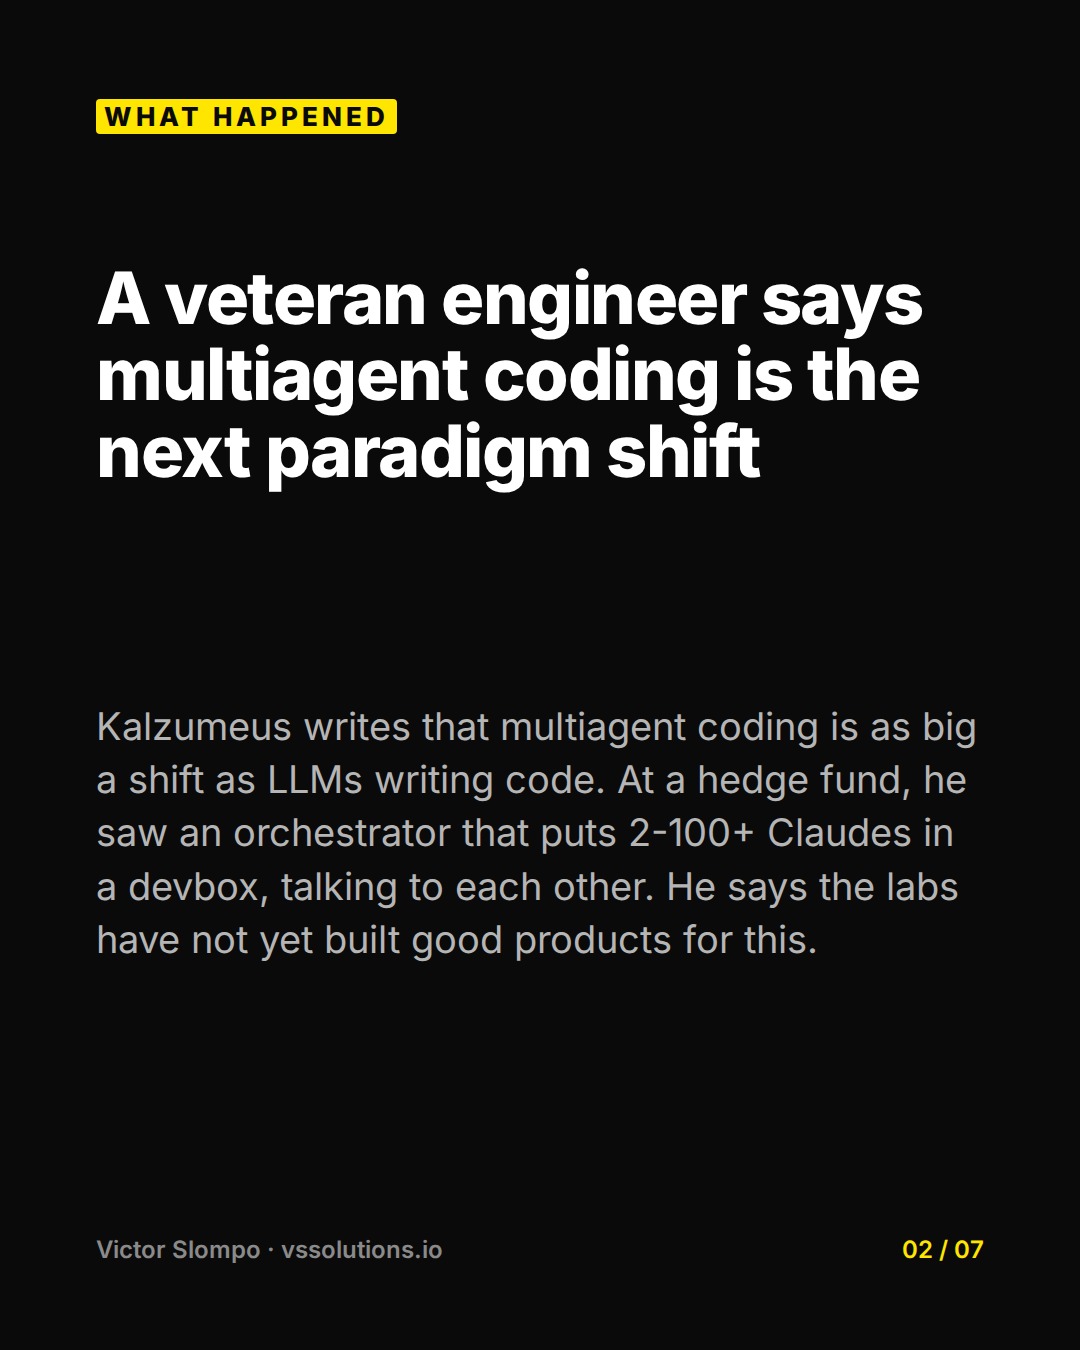 WHAT HAPPENED
A veteran engineer says
multiagent coding is the
next paradigm shift
Kalzumeus writes that multiagent coding is as big
a shift as LLMs writing code. At a hedge fund, he
saw an orchestrator that puts 2-100+ Claudes in
a devbox, talking to each other. He says the labs
have not yet built good products for this.
Victor Slompo · vssolutions.io
02 / 07